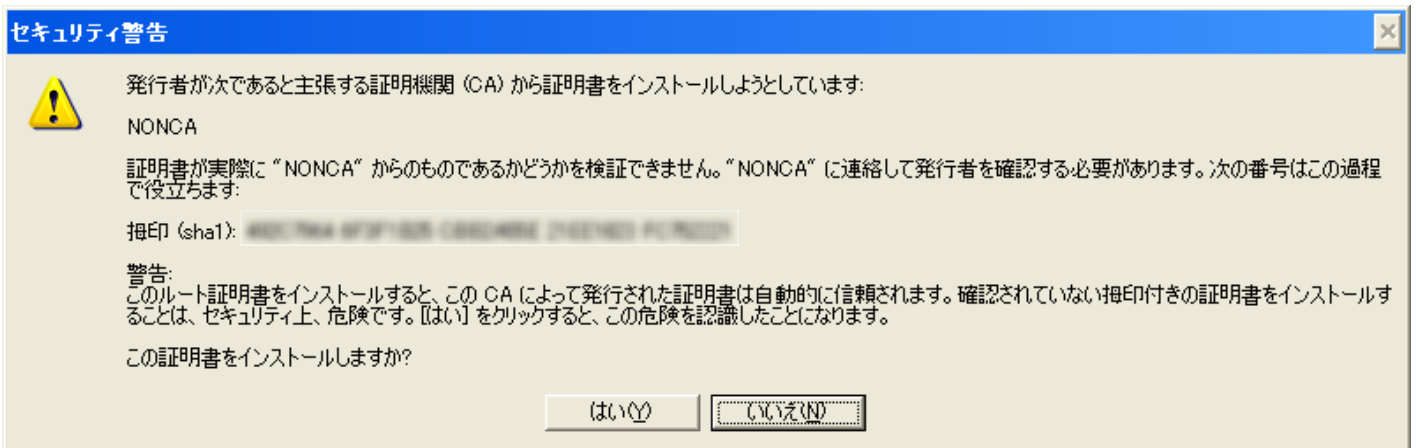 セキュリティ警告
発行者が次であると主張する証明機関 (CA) から証明書をインストールしようとしています:
NONCA
証明書が実際に "NONCA" からのものであるかどうかを検証できません。"NONCA" に連絡して発行者を確認する必要があります。次の番号はこの過程
で役立ちます:
拇印 (sha1):
警告:
このルート証明書をインストールすると、この CA によって発行された証明書は自動的に信頼されます。確認されていない拇印付きの証明書をインストールす
ることは、セキュリティ上、危険です。[はい] をクリックすると、この危険を認識したことになります。
この証明書をインストールしますか?
はい(Y) いいえ(N)